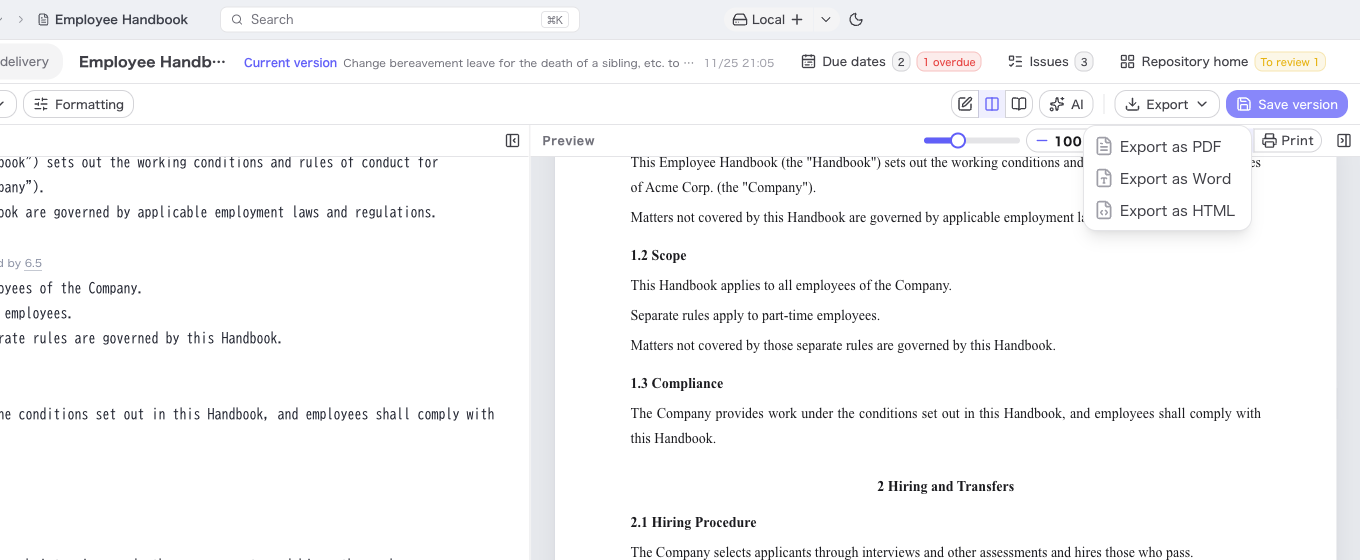 Employee Handbook
Search
⌘K
Local
delivery
Employee Handb···
Current version
Change bereavement leave for the death of a sibling, etc. to ···
11/25 21:05
Due dates 2 1 overdue
Issues 3
Repository home To review 1
Formatting
AI
Export
Save version
Preview
100
Print
Export as PDF
Export as Word
Export as HTML
book") sets out the working conditions and rules of conduct for
pany").
ook are governed by applicable employment laws and regulations.
d by 6.5
oyees of the Company.
employees.
rate rules are governed by this Handbook.
he conditions set out in this Handbook, and employees shall comply with
This Employee Handbook (the "Handbook") sets out the working conditions and es
of Acme Corp. (the "Company").
Matters not covered by this Handbook are governed by applicable employment la
1.2 Scope
This Handbook applies to all employees of the Company.
Separate rules apply to part-time employees.
Matters not covered by those separate rules are governed by this Handbook.
1.3 Compliance
The Company provides work under the conditions set out in this Handbook, and employees shall comply with
this Handbook.
2 Hiring and Transfers
2.1 Hiring Procedure
The Company selects applicants through interviews and other assessments and hires those who pass.